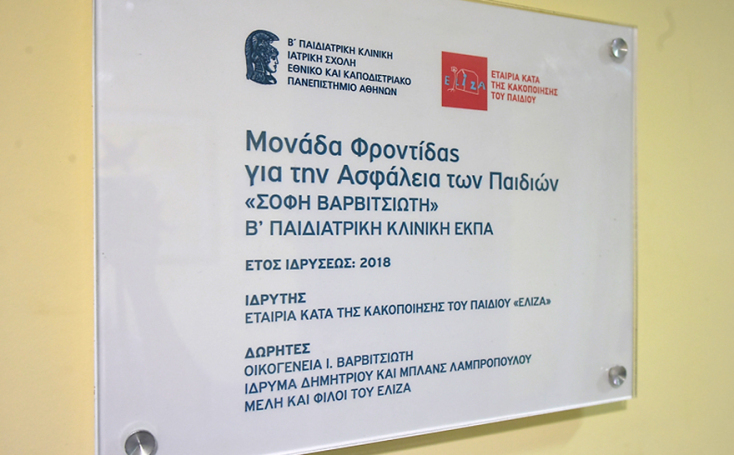 Β' ΠΑΙΔΙΑΤΡΙΚΗ ΚΛΙΝΙΚΗ
ΙΑΤΡΙΚΗ ΣΧΟΛΗ
ΕΘΝΙΚΟ ΚΑΙ ΚΑΠΟΔΙΣΤΡΙΑΚΟ
ΠΑΝΕΠΙΣΤΗΜΙΟ ΑΘΗΝΩΝ
ΕΛΙΖΑ
ΕΤΑΙΡΙΑ ΚΑΤΑ
ΤΗΣ ΚΑΚΟΠΟΙΗΣΗΣ
ΤΟΥ ΠΑΙΔΙΟΥ
Μονάδα Φροντίδας
για την Ασφάλεια των Παιδιών
«ΣΟΦΗ ΒΑΡΒΙΤΣΙΩΤΗ»
Β' ΠΑΙΔΙΑΤΡΙΚΗ ΚΛΙΝΙΚΗ ΕΚΠΑ
ΕΤΟΣ ΙΔΡΥΣΕΩΣ: 2018
ΙΔΡΥΤΗΣ
ΕΤΑΙΡΙΑ ΚΑΤΑ ΤΗΣ ΚΑΚΟΠΟΙΗΣΗΣ ΤΟΥ ΠΑΙΔΙΟΥ «ΕΛΙΖΑ»
ΔΩΡΗΤΕΣ
ΟΙΚΟΓΕΝΕΙΑ Ι. ΒΑΡΒΙΤΣΙΩΤΗ
ΙΔΡΥΜΑ ΔΗΜΗΤΡΙΟΥ ΚΑΙ ΜΠΛΑΝΣ ΛΑΜΠΡΟΠΟΥΛΟΥ
ΜΕΛΗ ΚΑΙ ΦΙΛΟΙ ΤΟΥ ΕΛΙΖΑ